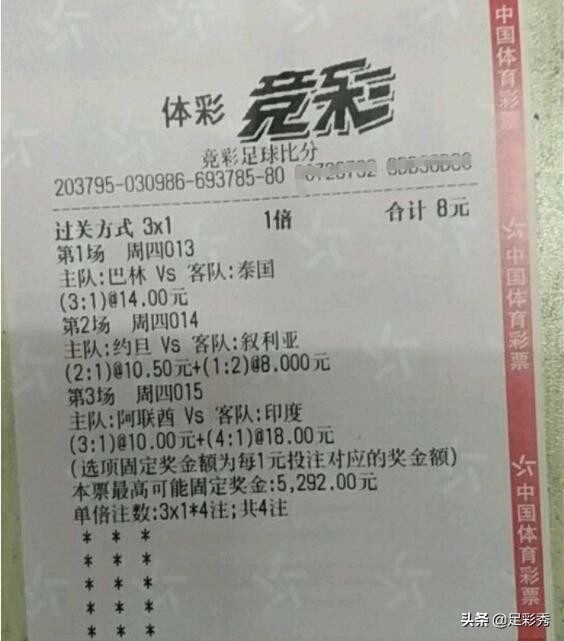 体彩 竞彩
竞彩足球比分
203795-030986-693785-80
过关方式 3x1 1倍 合计 8元
第1场 周四013
主队:巴林 Vs 客队:泰国
(3:1)@14.00元
第2场 周四014
主队:约旦 Vs 客队:叙利亚
(2:1)@10.50元+(1:2)@8.000元
第3场 周四015
主队:阿联酋 Vs 客队:印度
(3:1)@10.00元+(4:1)@18.00元
(选项固定奖金额为每1元投注对应的奖金额)
本票最高可能固定奖金:5,292.00元
单倍注数:3x1*4注;共4注
* * *
* * *
* * *
* * *
* * *
中国体育彩票
中国体育彩票
中国体育彩票
头条 @足彩秀